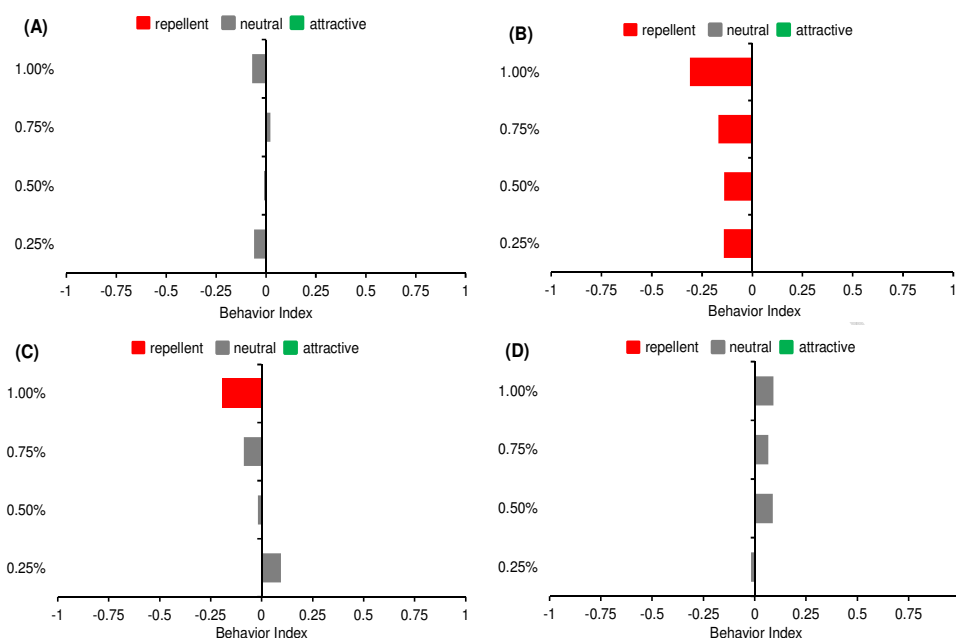 (A)
repellent neutral attractive
1.00%
0.75%
0.50%
0.25%
-1 -0.75 -0.5 -0.25 0 0.25 0.5 0.75 1
Behavior Index
(B)
repellent neutral attractive
1.00%
0.75%
0.50%
0.25%
-1 -0.75 -0.5 -0.25 0 0.25 0.5 0.75 1
Behavior Index
(C)
repellent neutral attractive
1.00%
0.75%
0.50%
0.25%
-1 -0.75 -0.5 -0.25 0 0.25 0.5 0.75 1
Behavior Index
(D)
repellent neutral attractive
1.00%
0.75%
0.50%
0.25%
-1 -0.75 -0.5 -0.25 0 0.25 0.5 0.75
Behavior Index